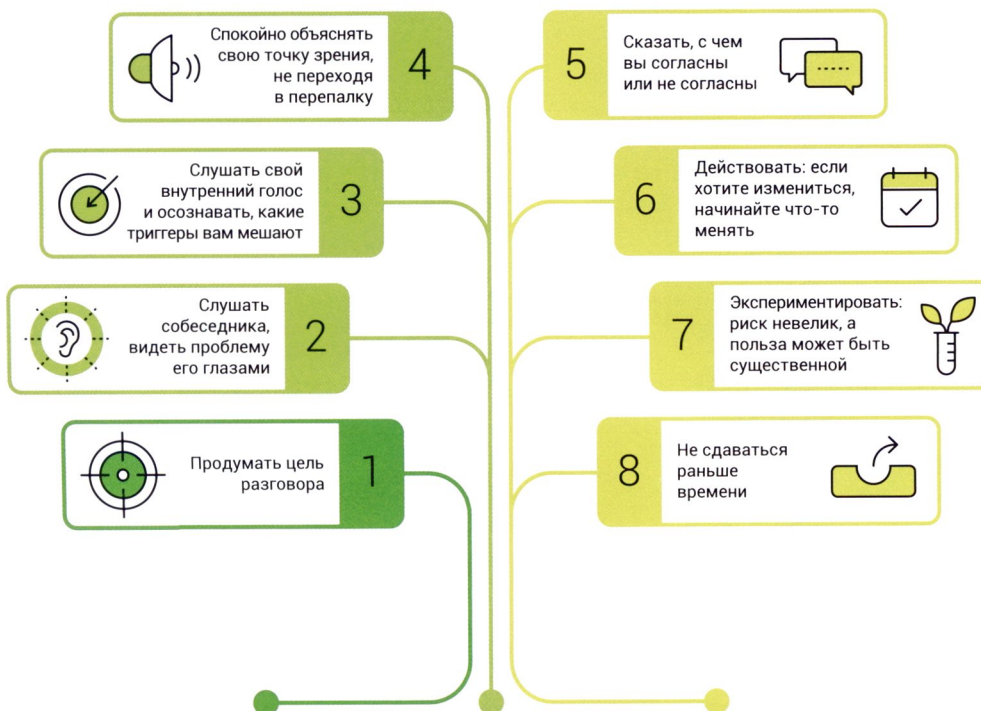 4
Спокойно объяснять
свою точку зрения,
не переходя
в перепалку
5
Сказать, с чем
вы согласны
или не согласны
3
Слушать свой
внутренний голос
и осознавать, какие
триггеры вам мешают
6
Действовать: если
хотите измениться,
начинайте что-то
менять
2
Слушать
собеседника,
видеть проблему
его глазами
7
Экспериментировать:
риск невелик, а
польза может быть
существенной
1
Продумать цель
разговора
8
Не сдаваться
раньше
времени